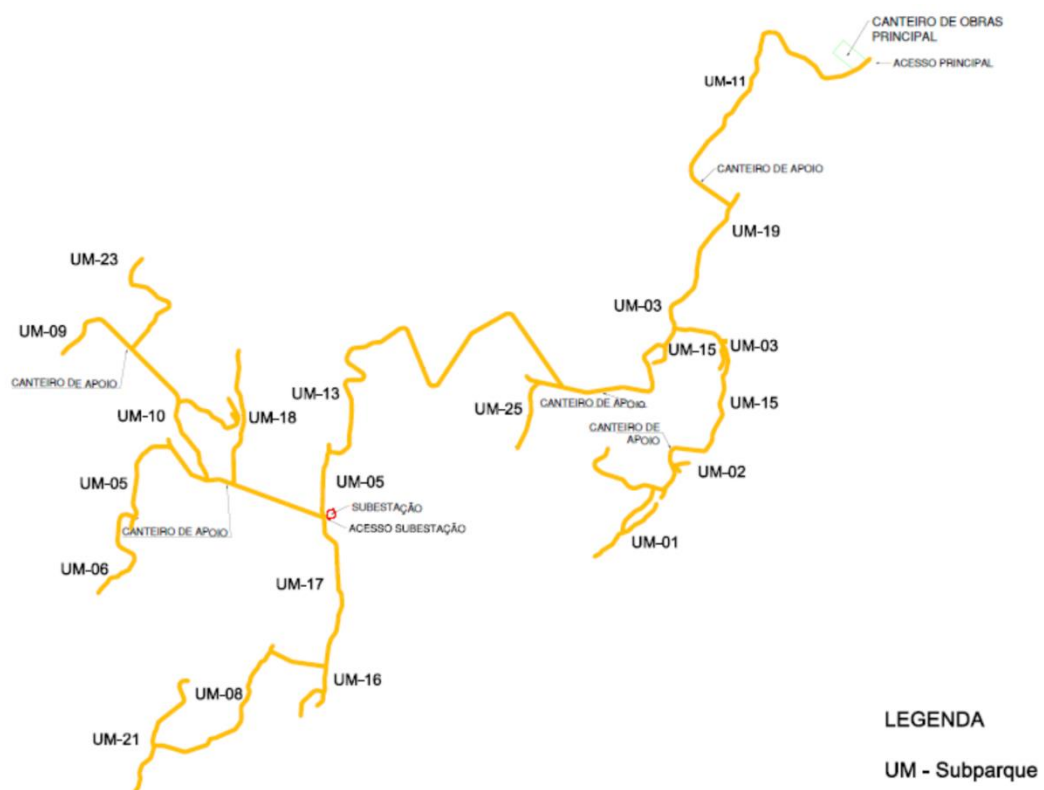 CANTEIRO DE OBRAS
PRINCIPAL
ACESSO PRINCIPAL
UM-11
CANTEIRO DE APOIO
UM-19
UM-23
UM-03
UM-09
UM-15
UM-03
CANTEIRO DE APOIO
UM-13
UM-15
CANTEIRO DE APOIO
UM-25
UM-10
UM-18
CANTEIRO DE
APOIO
UM-02
UM-05
UM-05
SUBESTAÇÃO
ACESSO SUBESTAÇÃO
CANTEIRO DE APOIO
UM-01
UM-06
UM-17
UM-16
UM-08
UM-21
LEGENDA
UM - Subparque